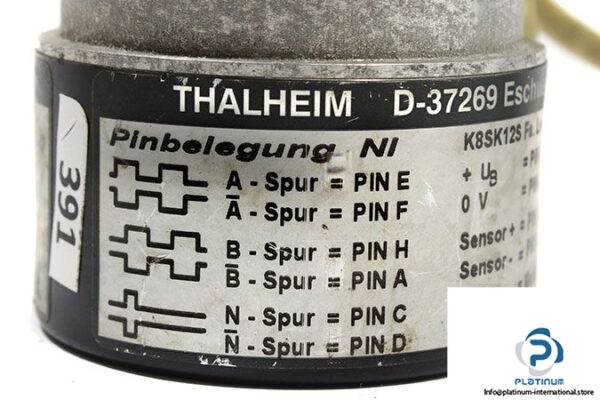 THALHEIM D-37269
Pinbelegung NI
A - Spur = PIN E
A̅ - Spur = PIN F
B - Spur = PIN H
B̅ - Spur = PIN A
N - Spur = PIN C
N̅ - Spur = PIN D
K8SK12S Fa.
+ UB =
0 V =
Sensor + =
Sensor - =
391
PLATINUM
Info@platinum-international.store